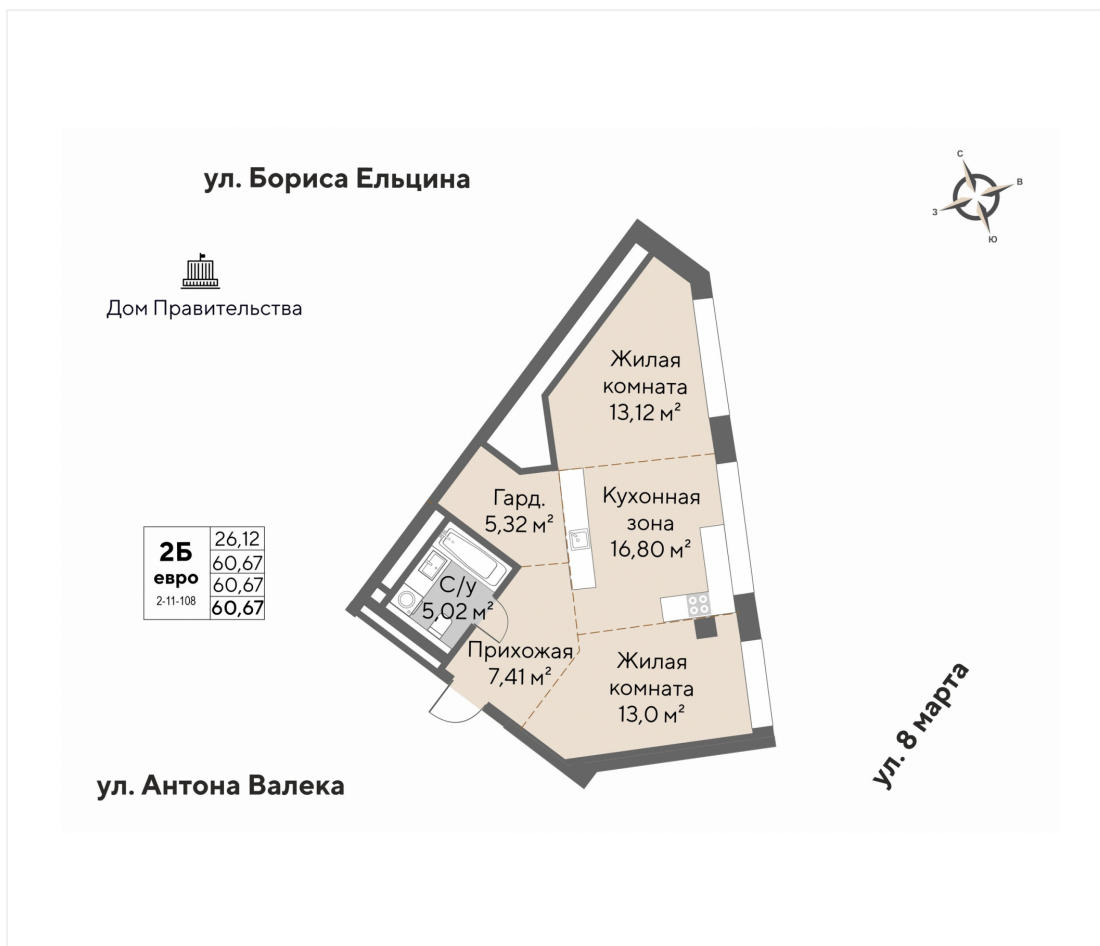 ул. Бориса Ельцина
С
В
З
Ю
Дом Правительства
Жилая
комната
13,12 м²
Гард.
5,32 м²
Кухонная
зона
16,80 м²
2Б
евро
2-11-108
26,12
60,67
60,67
60,67
С/у
5,02 м²
Прихожая
7,41 м²
Жилая
комната
13,0 м²
ул. 8 марта
ул. Антона Валека